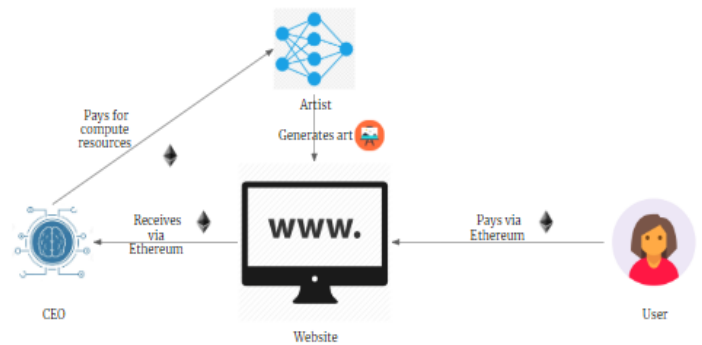 Artist
Pays for
compute
resources
Generates art
www.
Receives
via
Ethereum
Pays via
Ethereum
CEO
User
Website